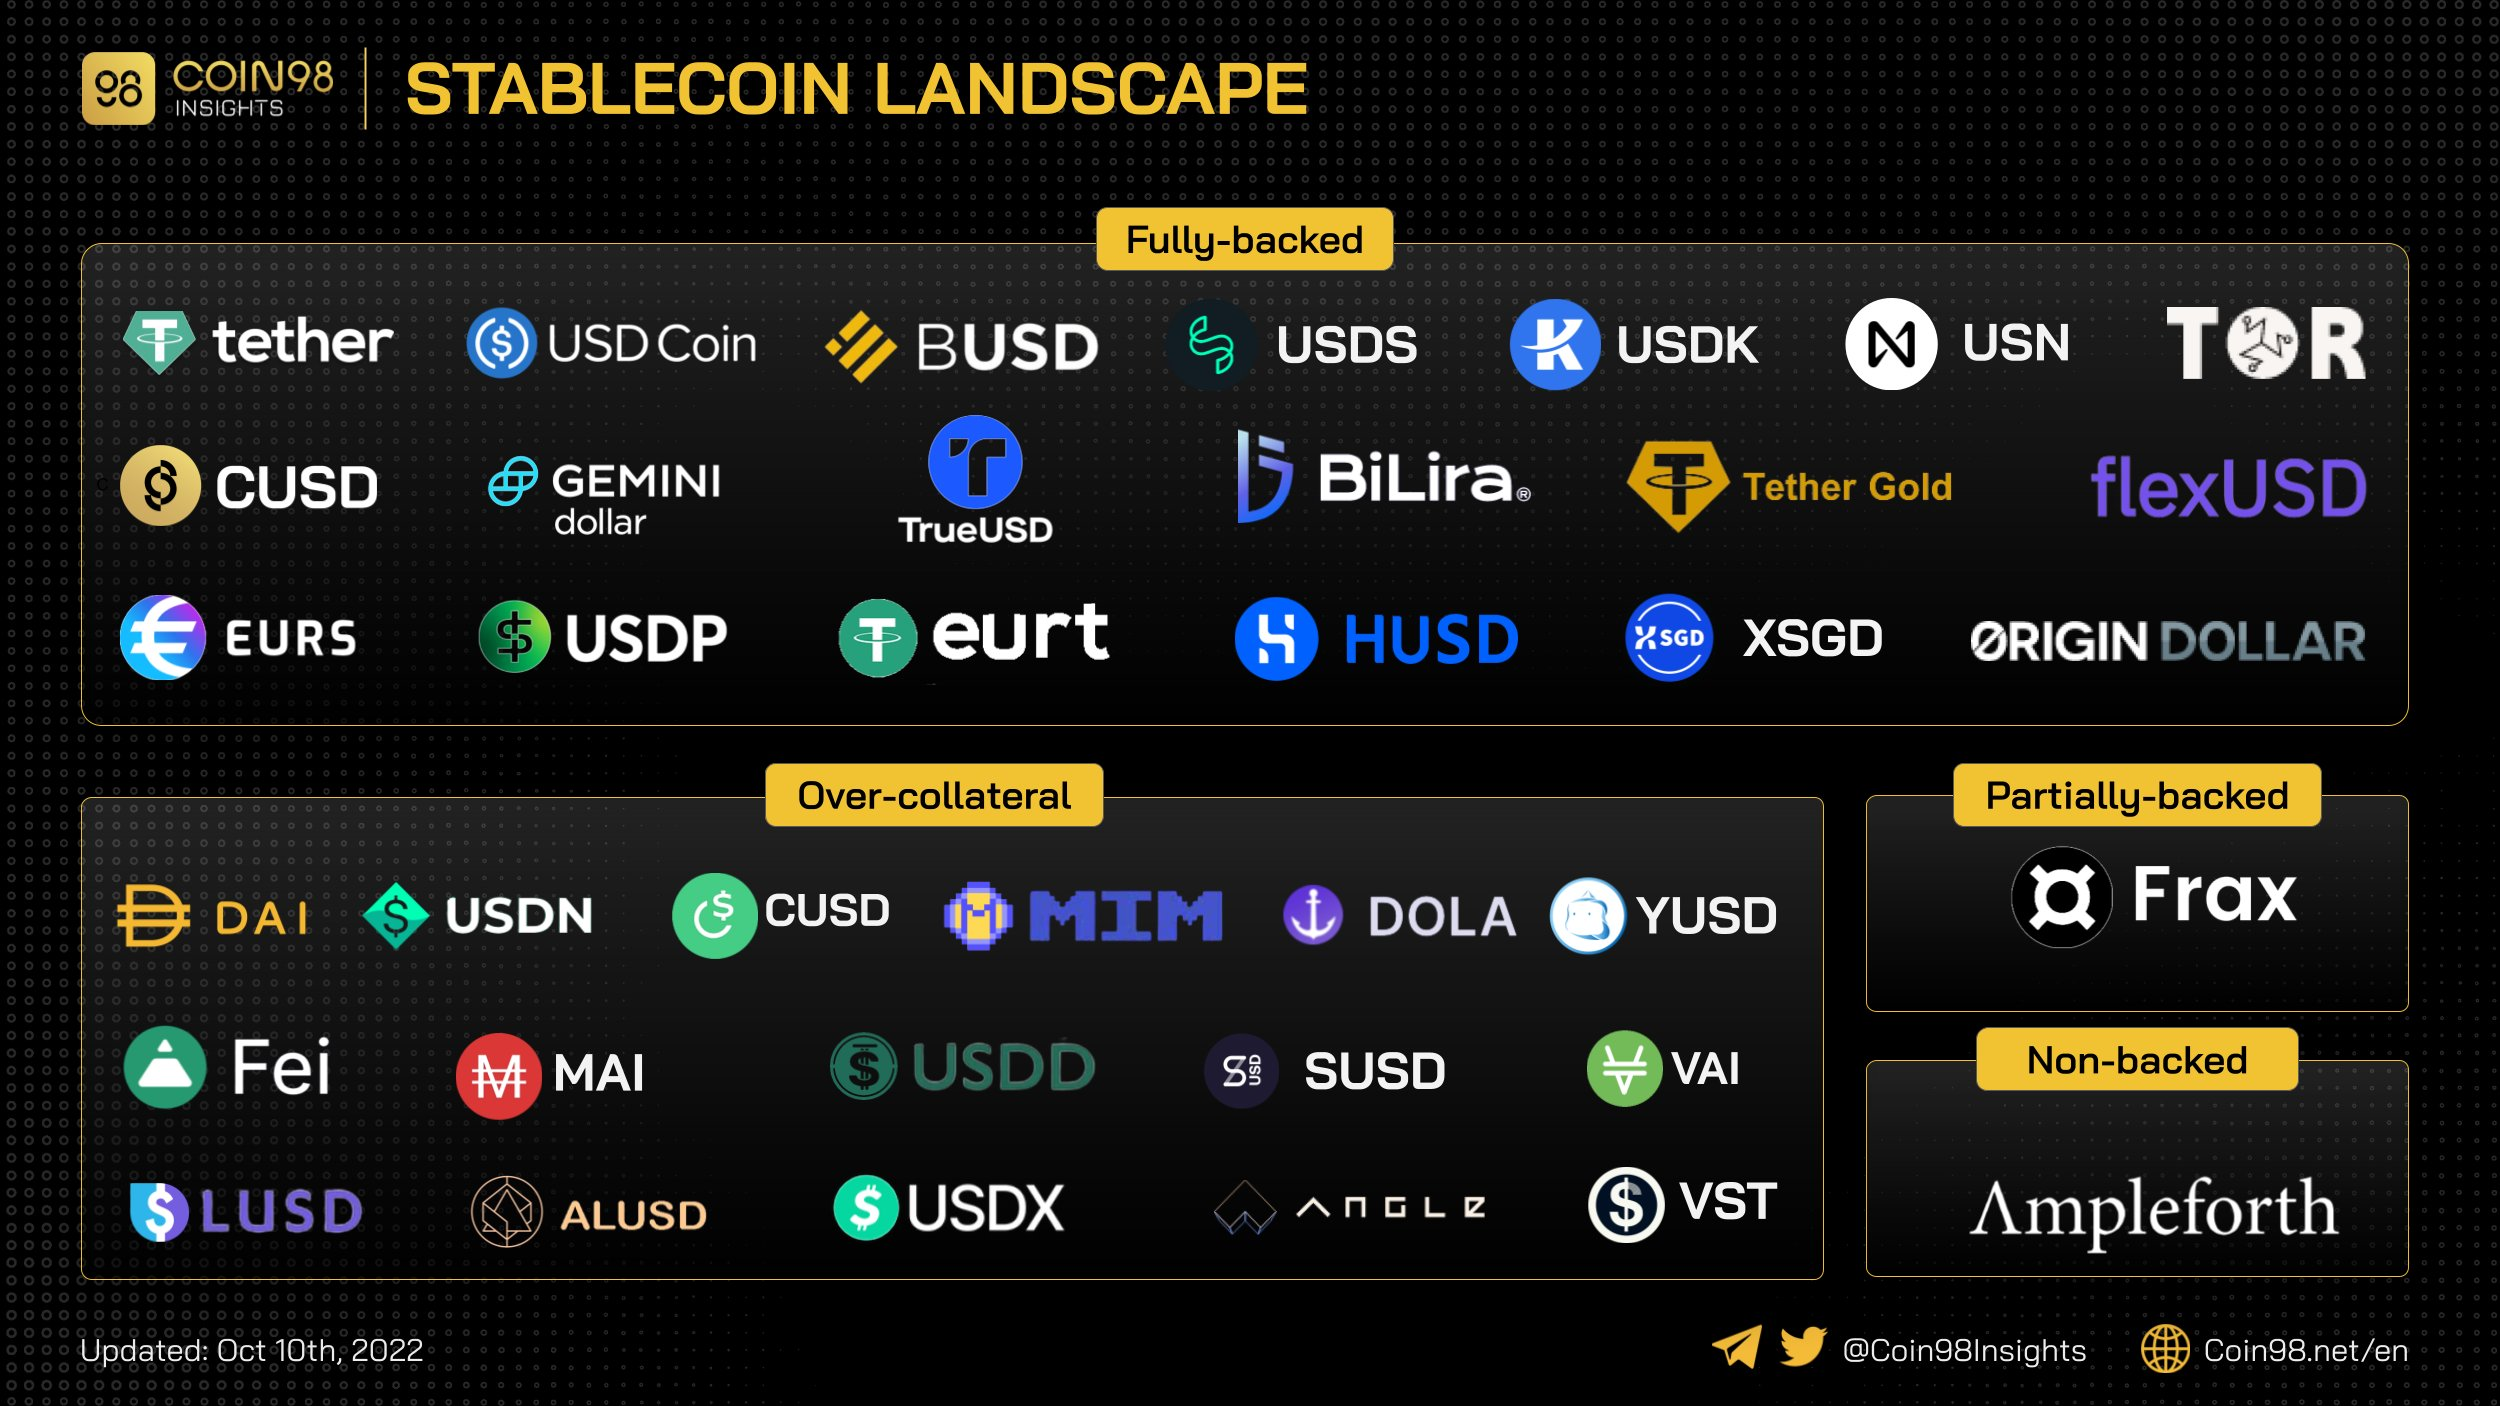 98 COIN98 INSIGHTS
STABLECOIN LANDSCAPE
Fully-backed
tether USD Coin BUSD USDS USDK USN TOR
CUSD GEMINI dollar TrueUSD BiLira® Tether Gold flexUSD
EURS USDP eurt HUSD XSGD XSGD ORIGIN DOLLAR
Over-collateral
DAI USDN CUSD MIM DOLA YUSD
Fei MAI USDD SUSD VAI
LUSD ALUSD USDX ANGLE VST
Partially-backed
Frax
Non-backed
Ampleforth
Updated: Oct 10th, 2022
@Coin98Insights Coin98.net/en